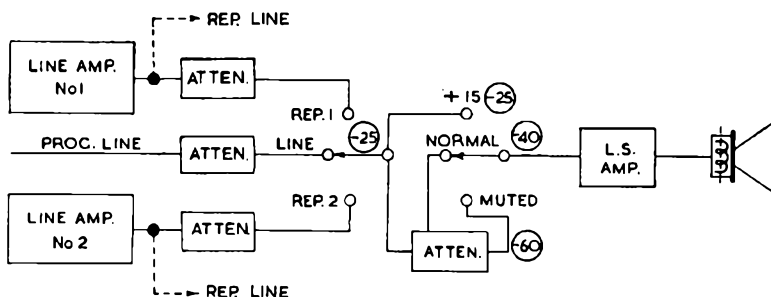 REP. LINE
LINE AMP.
No1
ATTEN.
REP. 1
+15 -25
PROG. LINE
ATTEN.
LINE
-25
NORMAL
-40
L.S.
AMP.
LINE AMP.
No 2
ATTEN.
REP. 2
MUTED
ATTEN.
-60
REP. LINE